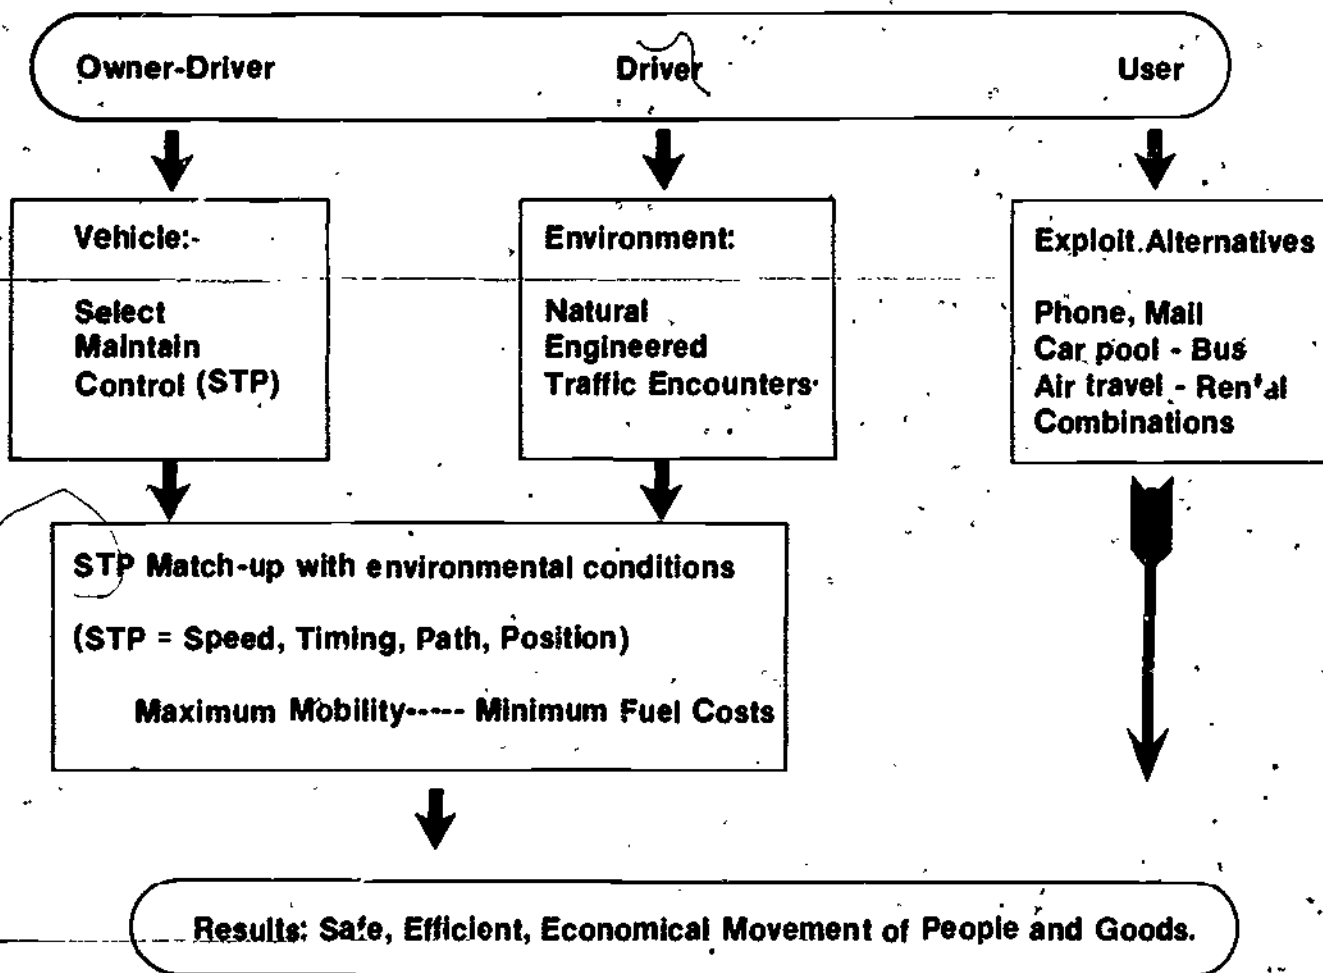 Owner-Driver Driver User
Vehicle:
Select
Maintain
Control (STP)
Environment:
Natural
Engineered
Traffic Encounters
Exploit Alternatives
Phone, Mail
Car pool - Bus
Air travel - Rental
Combinations
STP Match-up with environmental conditions
(STP = Speed, Timing, Path, Position)
Maximum Mobility----- Minimum Fuel Costs
Results: Safe, Efficient, Economical Movement of People and Goods.